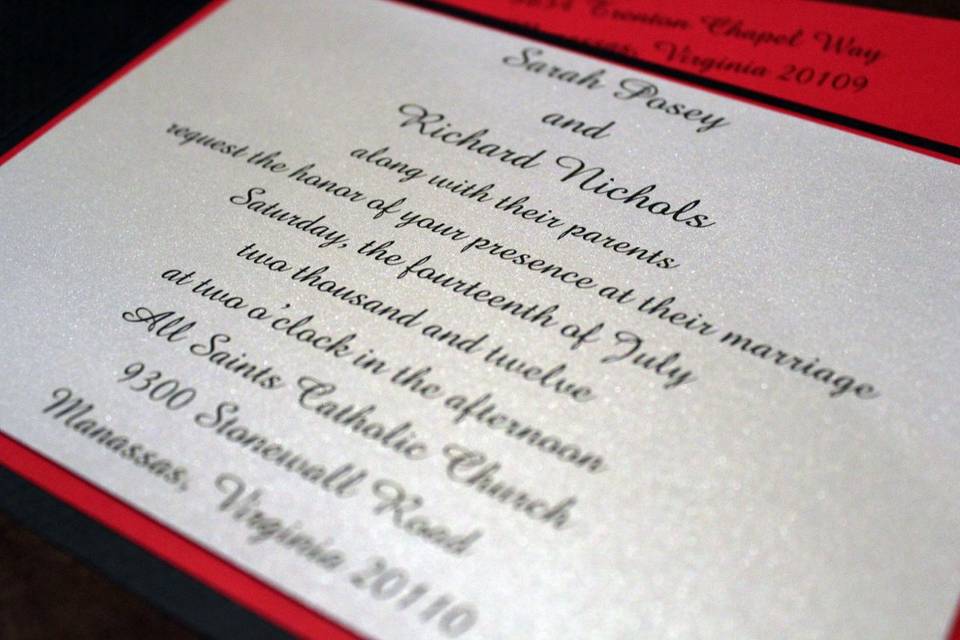 Trenton Chapel Way
Manassas, Virginia 20109
Sarah Posey
and
Richard Nichols
along with their parents
request the honor of your presence at their marriage
Saturday, the fourteenth of July
two thousand and twelve
at two o'clock in the afternoon
All Saints Catholic Church
9300 Stonewall Road
Manassas, Virginia 20110